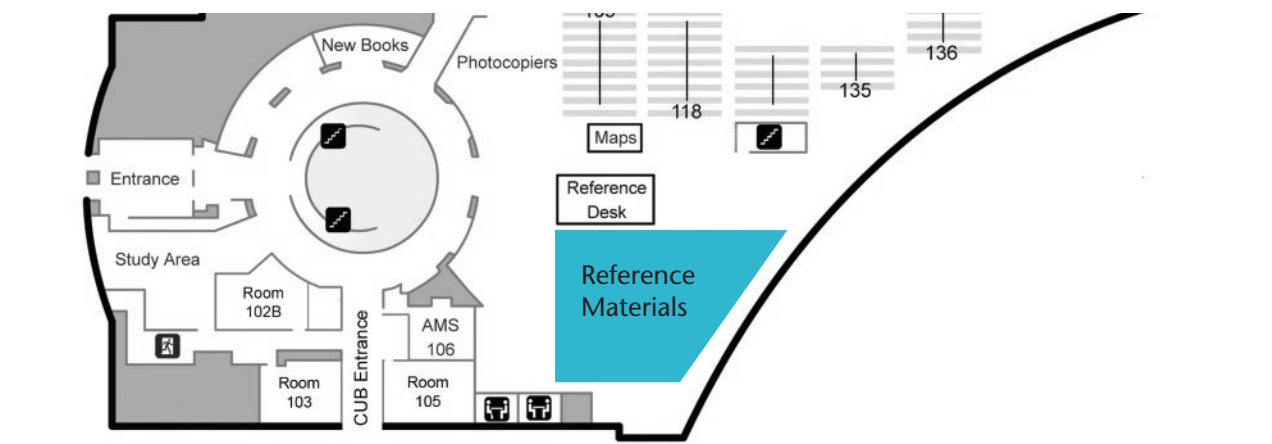 New Books
Photocopiers
136
135
118
Maps
Entrance
Reference
Desk
Study Area
Reference
Materials
Room
102B
CUB Entrance
AMS
106
Room
103
Room
105